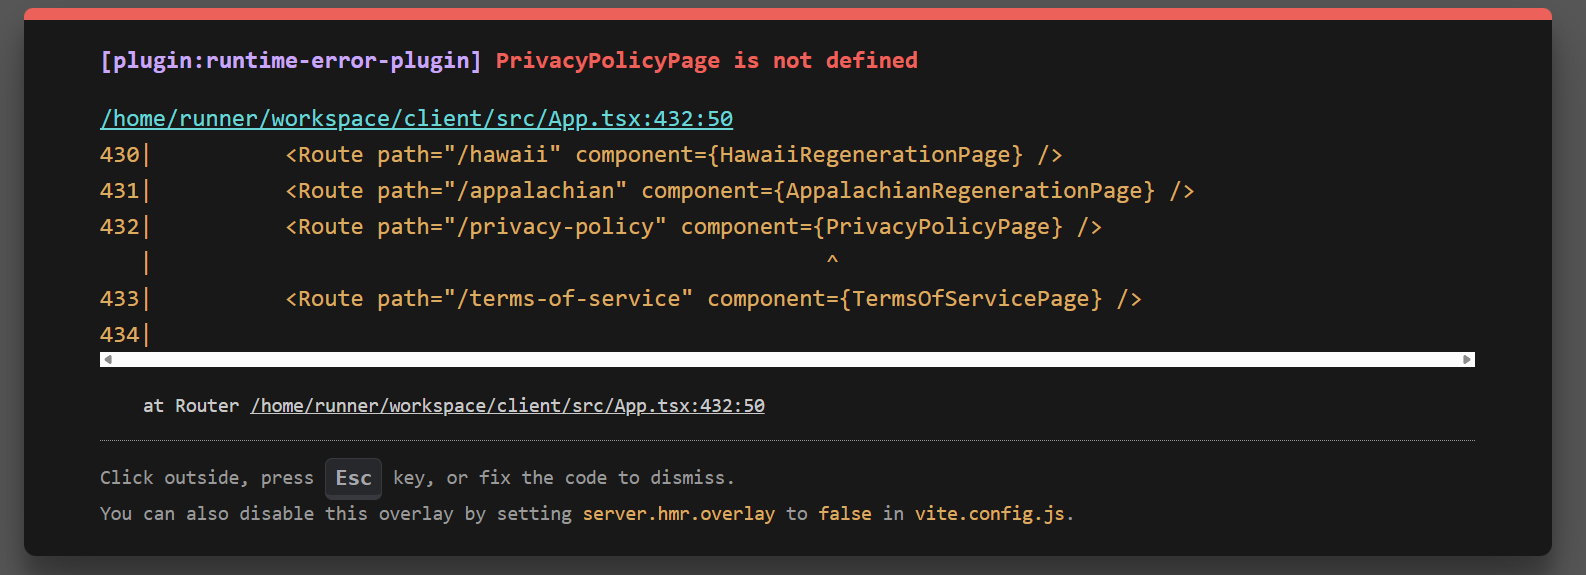 [plugin:runtime-error-plugin] PrivacyPolicyPage is not defined
/home/runner/workspace/client/src/App.tsx:432:50
430|          <Route path="/hawaii" component={HawaiiRegenerationPage} />
431|          <Route path="/appalachian" component={AppalachianRegenerationPage} />
432|          <Route path="/privacy-policy" component={PrivacyPolicyPage} />
   |                                                   ^
433|          <Route path="/terms-of-service" component={TermsOfServicePage} />
434|
at Router /home/runner/workspace/client/src/App.tsx:432:50
Click outside, press Esc key, or fix the code to dismiss.
You can also disable this overlay by setting server.hmr.overlay to false in vite.config.js.